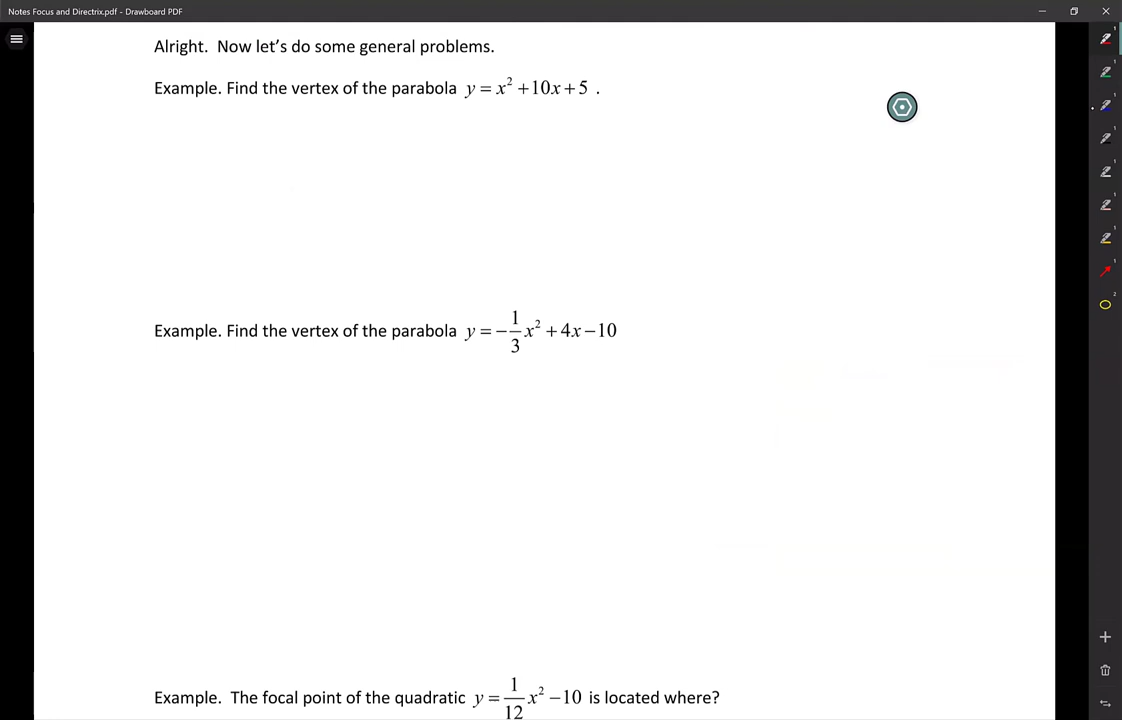 Notes Focus and Directrix.pdf - Drawboard PDF
Alright. Now let's do some general problems.
Example. Find the vertex of the parabola y = x² + 10x + 5 .
Example. Find the vertex of the parabola y = -1/3 x² + 4x - 10
Example. The focal point of the quadratic y = 1/12 x² - 10 is located where?